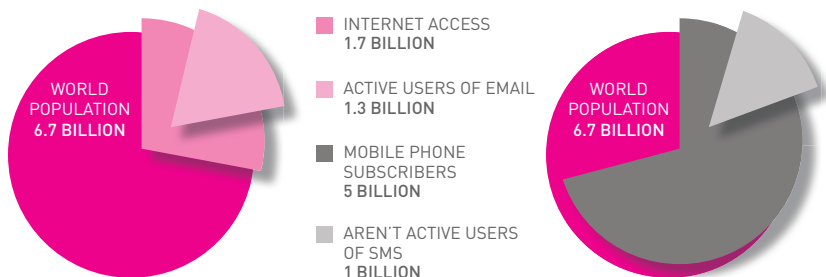 WORLD
POPULATION
6.7 BILLION
INTERNET ACCESS
1.7 BILLION
ACTIVE USERS OF EMAIL
1.3 BILLION
MOBILE PHONE
SUBSCRIBERS
5 BILLION
AREN'T ACTIVE USERS
OF SMS
1 BILLION
WORLD
POPULATION
6.7 BILLION